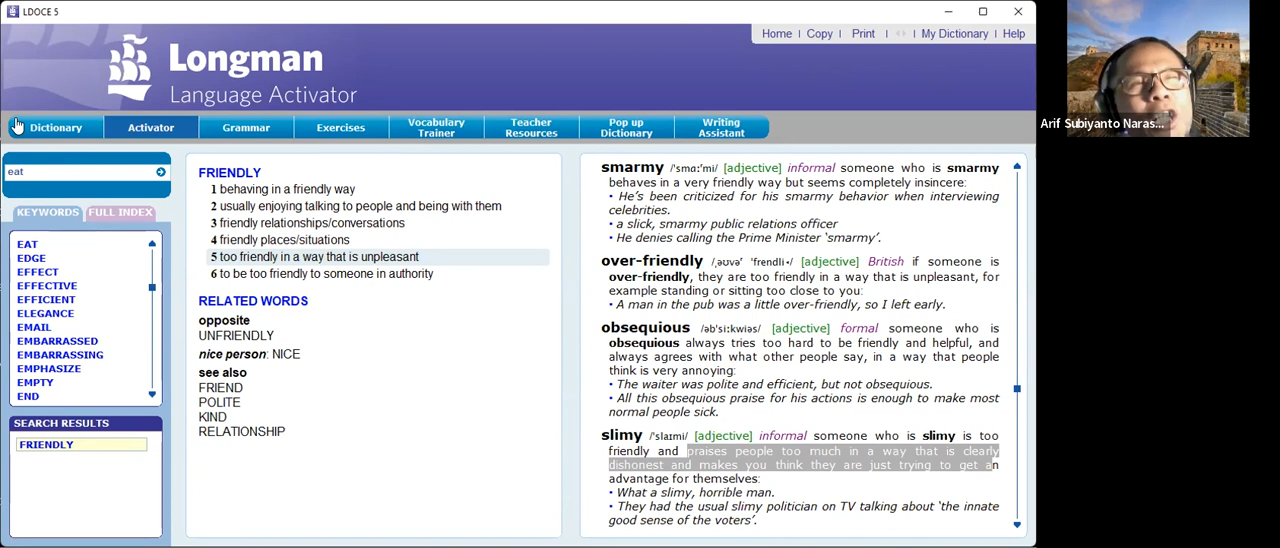 LDOCE 5
Home | Copy | Print | | My Dictionary | Help
Longman
Language Activator
Dictionary
Activator
Grammar
Exercises
Vocabulary
Trainer
Teacher
Resources
Pop up
Dictionary
Writing
Assistant
eat
KEYWORDS
FULL INDEX
EAT
EDGE
EFFECT
EFFECTIVE
EFFICIENT
ELEGANCE
EMAIL
EMBARRASSED
EMBARRASSING
EMPHASIZE
EMPTY
END
SEARCH RESULTS
FRIENDLY
FRIENDLY
1 behaving in a friendly way
2 usually enjoying talking to people and being with them
3 friendly relationships/conversations
4 friendly places/situations
5 too friendly in a way that is unpleasant
6 to be too friendly to someone in authority
RELATED WORDS
opposite
UNFRIENDLY
nice person: NICE
see also
FRIEND
POLITE
KIND
RELATIONSHIP
smarmy /ˈsmɑːʳmi/ [adjective] informal someone who is smarmy
behaves in a very friendly way but seems completely insincere:
• He's been criticized for his smarmy behavior when interviewing
celebrities.
• a slick, smarmy public relations officer
• He denies calling the Prime Minister 'smarmy'.
over-friendly /ˌəʊvəʳ ˈfrendli◂/ [adjective] British if someone is
over-friendly, they are too friendly in a way that is unpleasant, for
example standing or sitting too close to you:
• A man in the pub was a little over-friendly, so I left early.
obsequious /əbˈsiːkwiəs/ [adjective] formal someone who is
obsequious always tries too hard to be friendly and helpful, and
always agrees with what other people say, in a way that people
think is very annoying:
• The waiter was polite and efficient, but not obsequious.
• All this obsequious praise for his actions is enough to make most
normal people sick.
slimy /ˈslaɪmi/ [adjective] informal someone who is slimy is too
friendly and praises people too much in a way that is clearly
dishonest and makes you think they are just trying to get an
advantage for themselves:
• What a slimy, horrible man.
• They had the usual slimy politician on TV talking about 'the innate
good sense of the voters'.
Arif Subiyanto Naras...